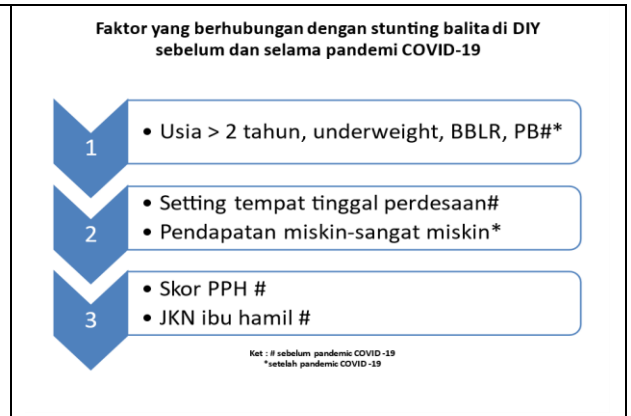 Faktor yang berhubungan dengan stunting balita di DIY
sebelum dan selama pandemi COVID-19
1
• Usia > 2 tahun, underweight, BBLR, PB#*
2
• Setting tempat tinggal perdesaan#
• Pendapatan miskin-sangat miskin*
3
• Skor PPH #
• JKN ibu hamil #
Ket : # sebelum pandemic COVID -19
*setelah pandemic COVID -19